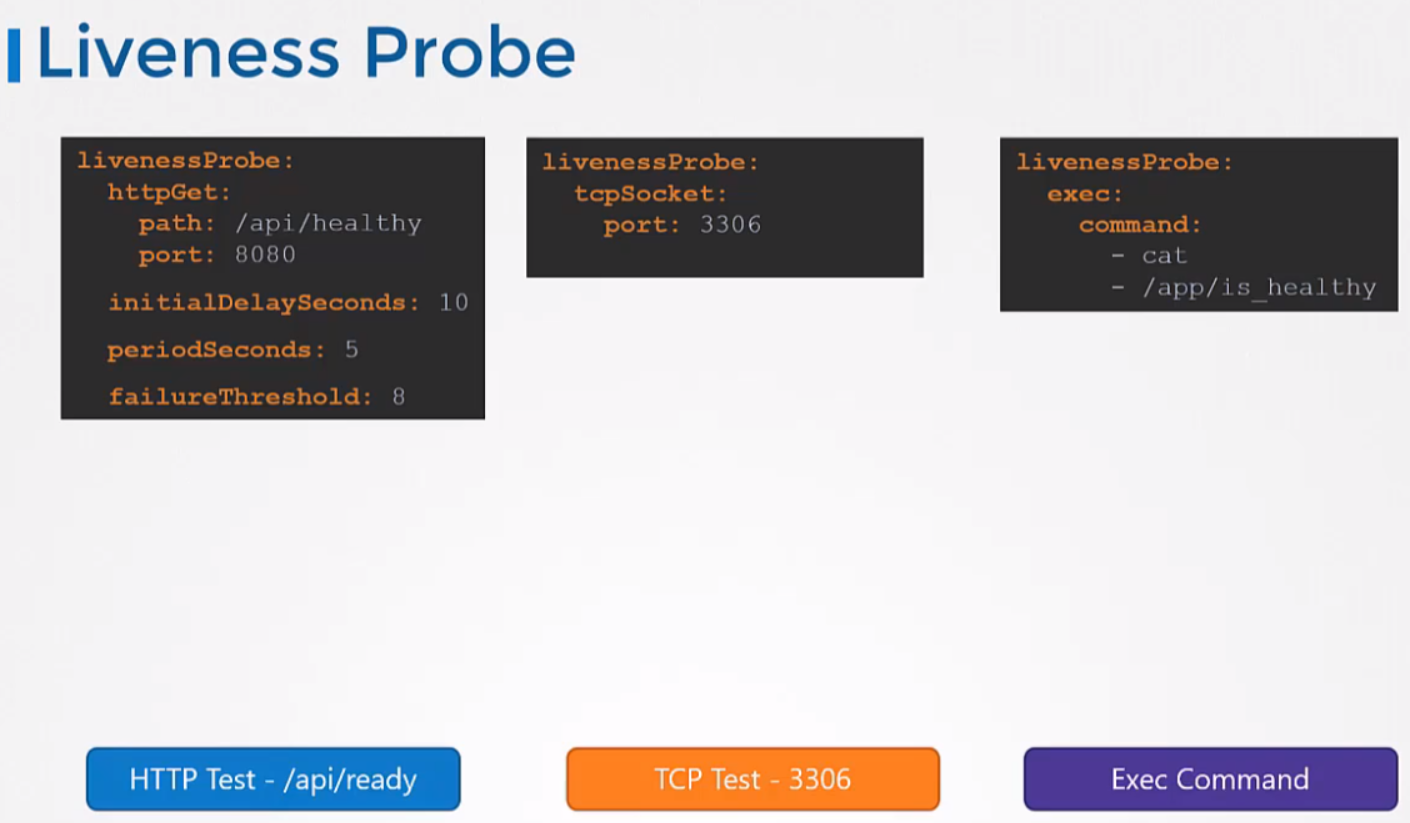 Liveness Probe
livenessProbe:
httpGet:
path: /api/healthy
port: 8080
initialDelaySeconds: 10
periodSeconds: 5
failureThreshold: 8
livenessProbe:
tcpSocket:
port: 3306
livenessProbe:
exec:
command:
- cat
- /app/is_healthy
HTTP Test - /api/ready
TCP Test - 3306
Exec Command